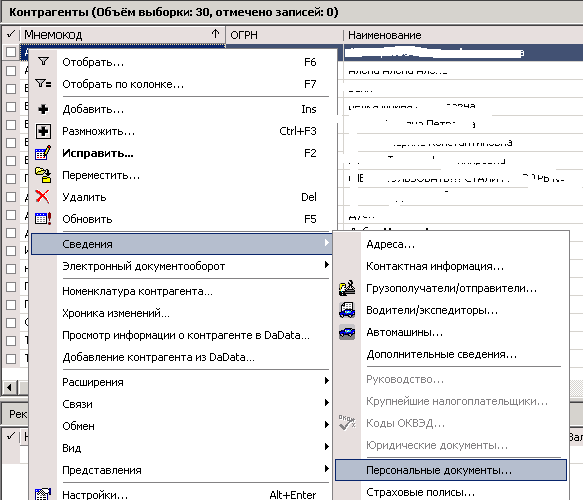 Контрагенты (Объём выборки: 30, отмечено записей: 0)
Мнемокод ОГРН Наименование
Отобрать... F6
Отобрать по колонке... F7
Добавить... Ins
Размножить... Ctrl+F3
Исправить... F2
Переместить...
Удалить Del
Обновить F5
Сведения
Электронный документооборот
Номенклатура контрагента...
Хроника изменений...
Просмотр информации о контрагенте в DaData...
Добавление контрагента из DaData...
Расширения
Связи
Обмен
Вид
Представления
Настройки... Alt+Enter
Адреса...
Контактная информация...
Грузополучатели/отправители...
Водители/экспедиторы...
Автомашины...
Дополнительные сведения...
Руководство...
Крупнейшие налогоплательщики...
Коды ОКВЭД...
Юридические документы...
Персональные документы...
Страховые полисы...
Рек